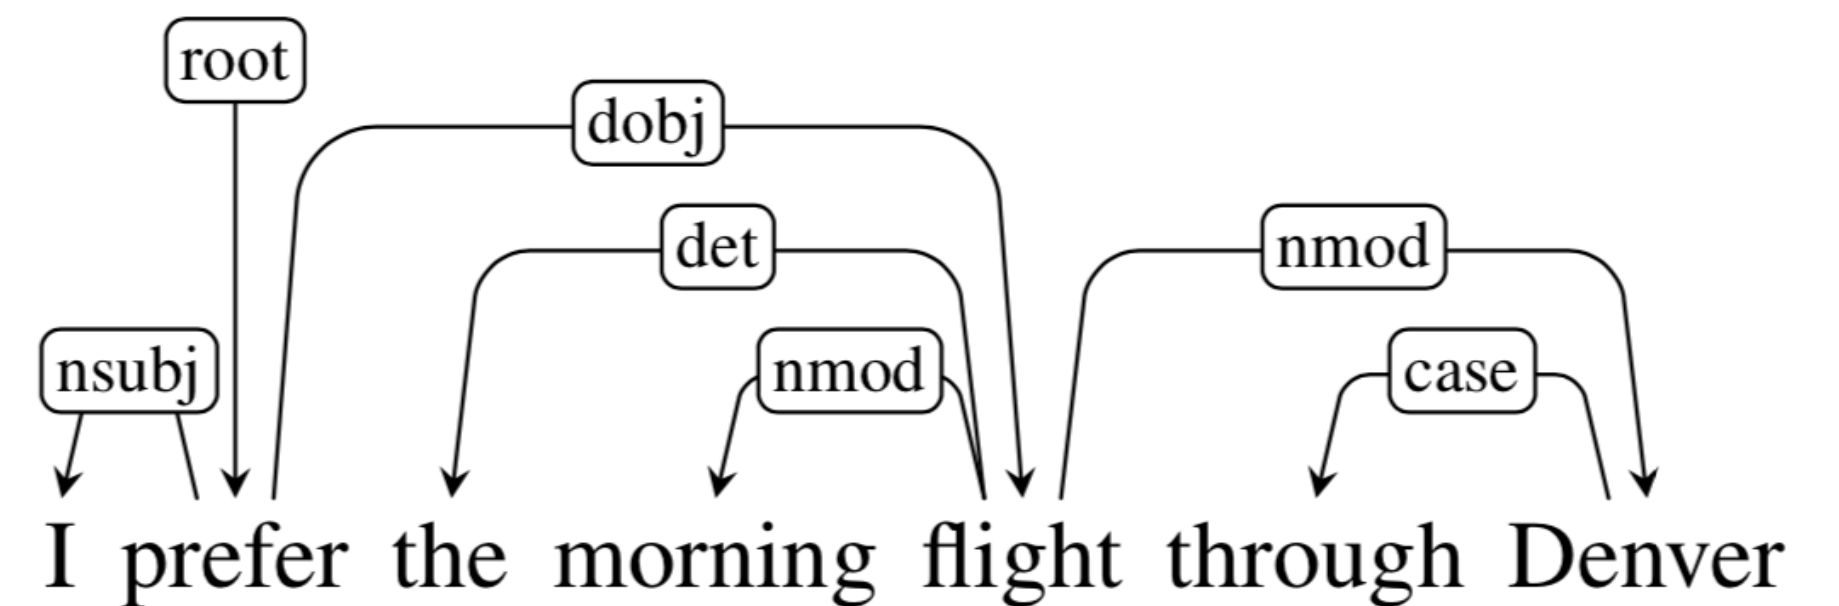 root
dobj
det
nmod
nsubj
nmod
case
I prefer the morning flight through Denver